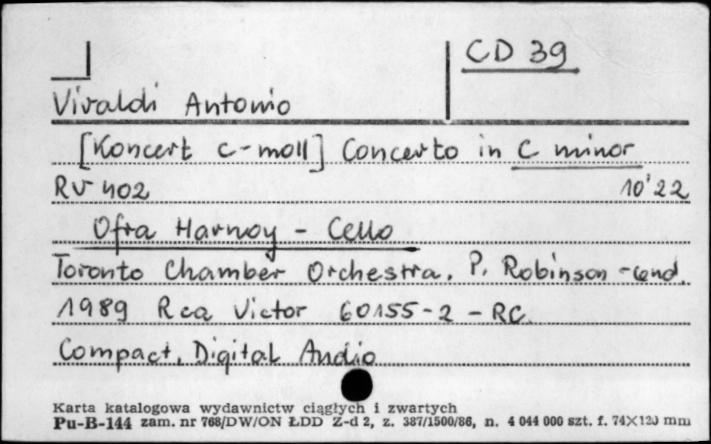 CD 39
Vivaldi Antonio
[Koncert c-moll] Concerto in C minor
RV 402 10'22
Ofra Harnoy - Cello
Toronto Chamber Orchestra. P. Robinson - cond.
1989 Rca Victor 60155-2-RC
Compact. Digital Audio
Karta katalogowa wydawnictw ciągłych i zwartych
Pu-B-144 zam. nr 768/DW/ON ŁDD Z-d 2, z. 387/1500/86, n. 4 044 000 szt. f. 74X123 mm